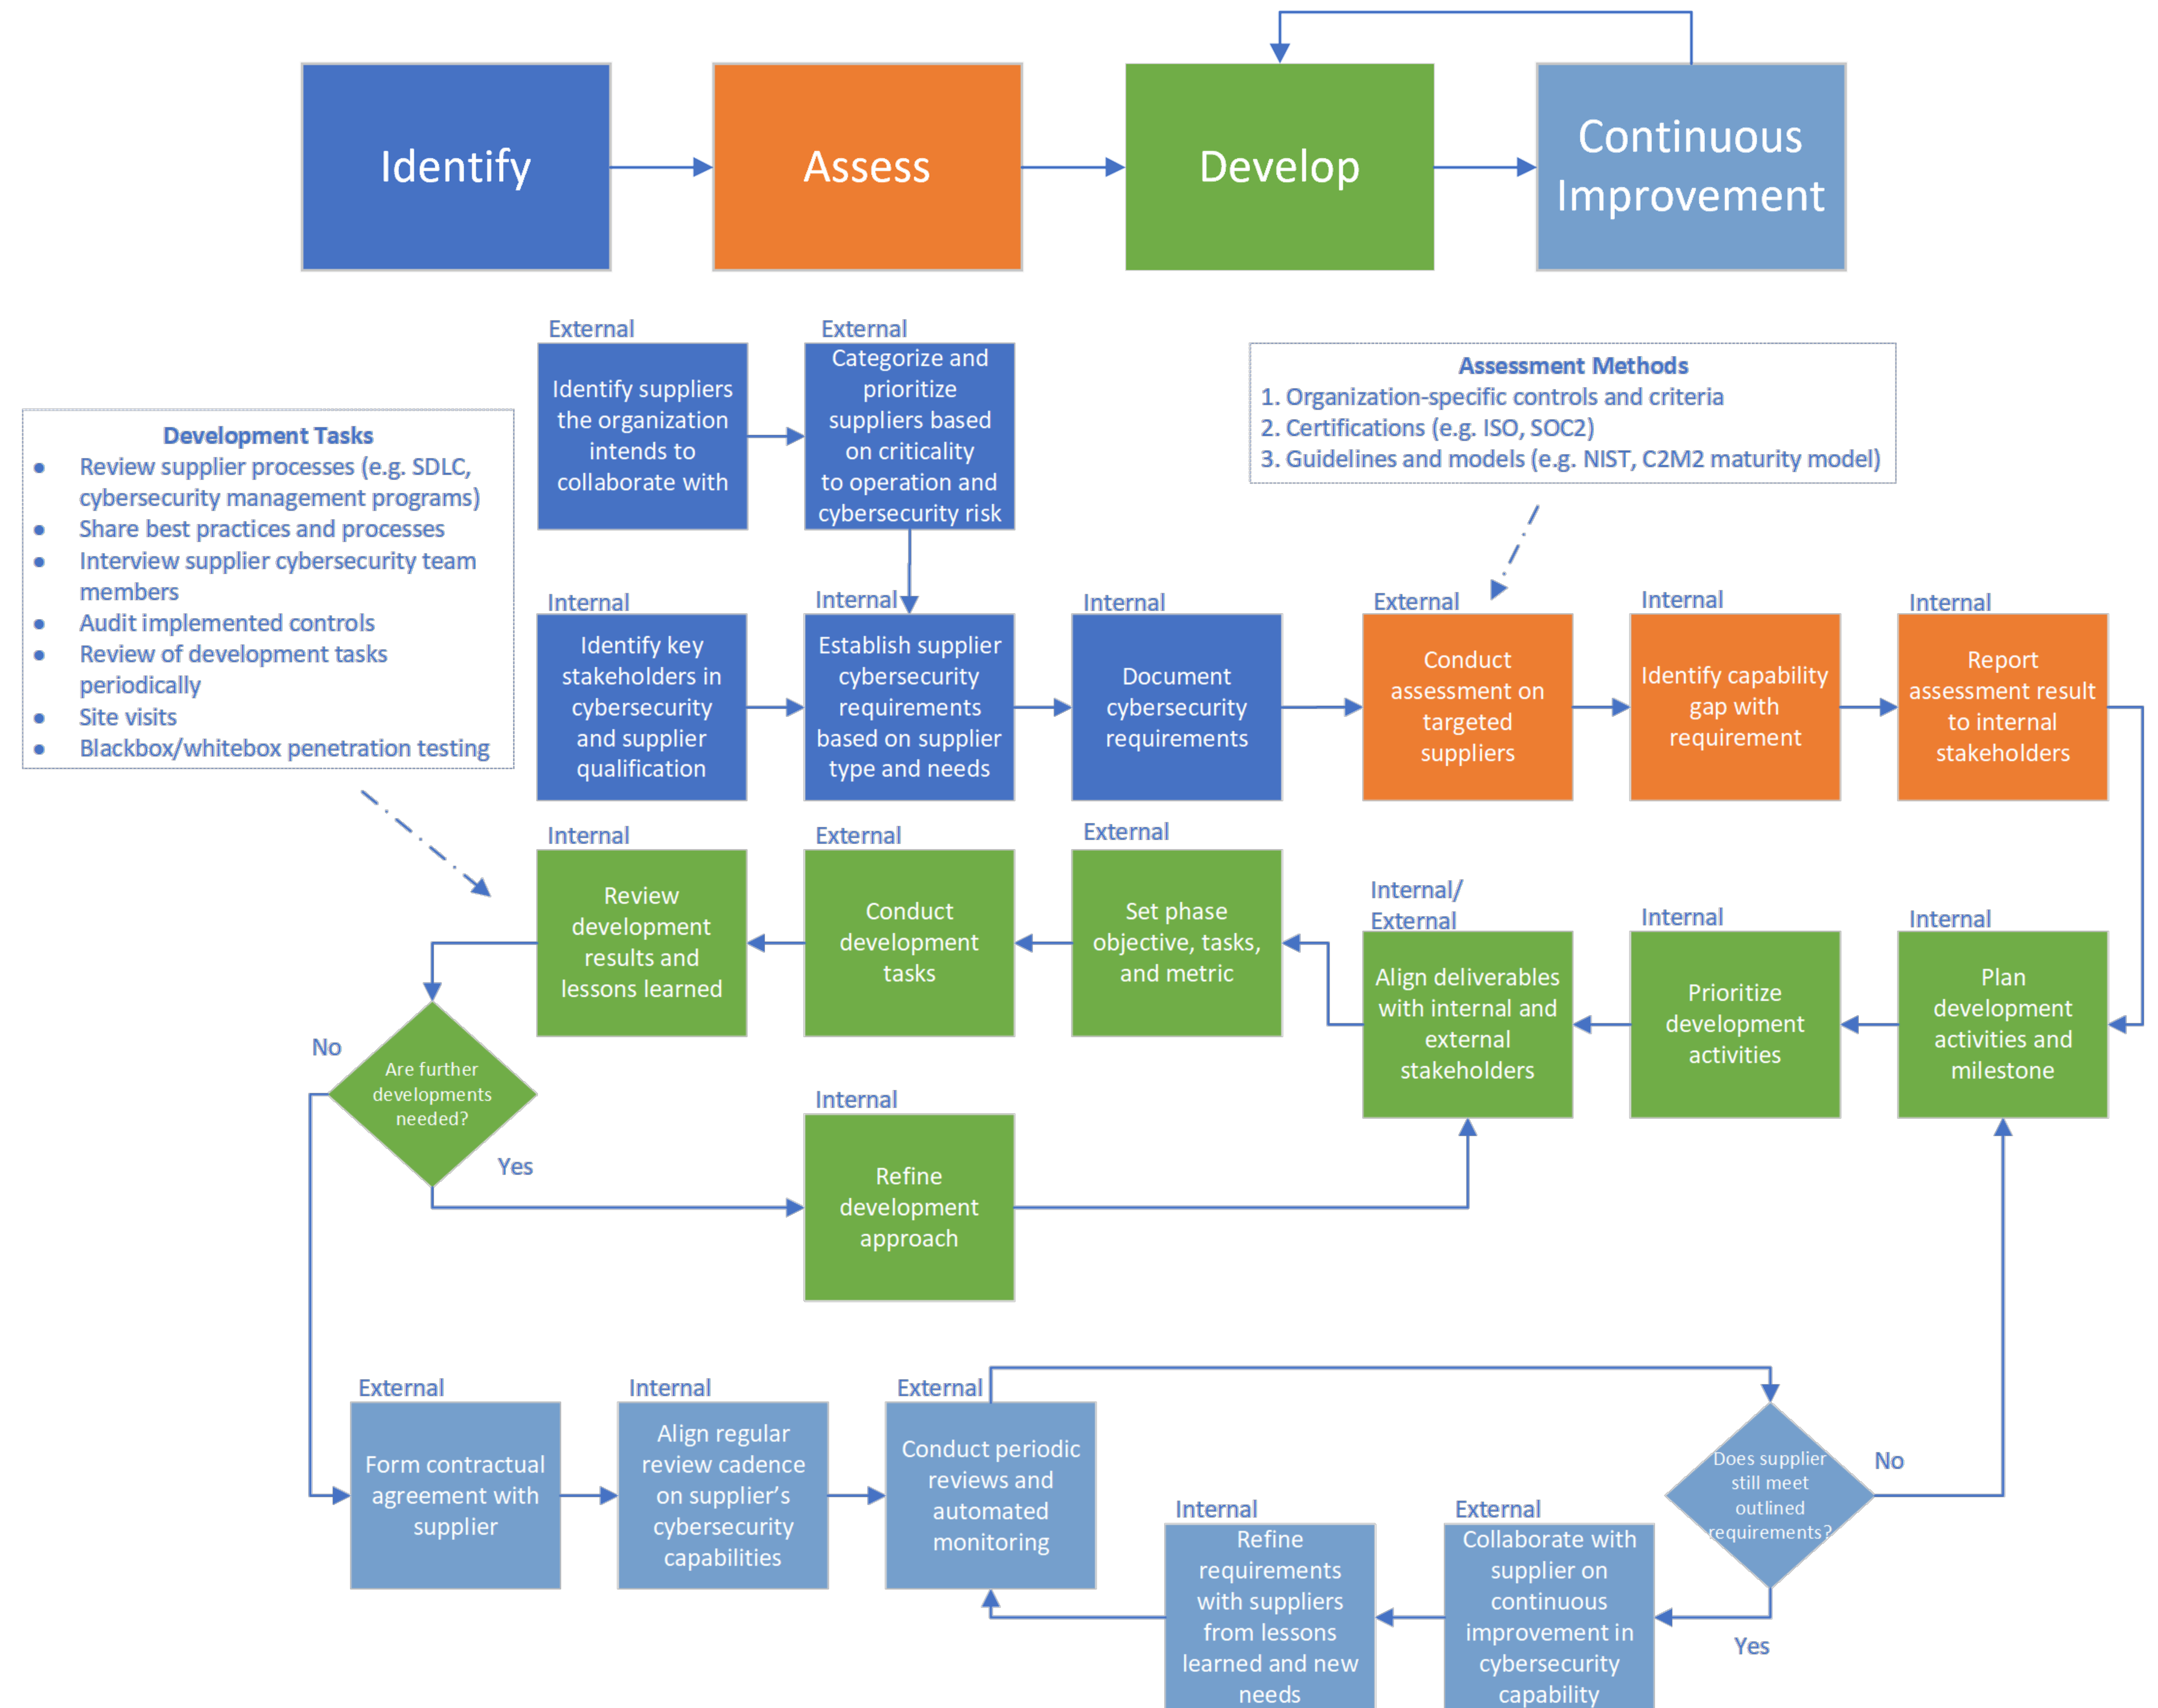 Identify
Assess
Develop
Continuous
Improvement
External
Identify suppliers
the organization
intends to
collaborate with
External
Categorize and
prioritize
suppliers based
on criticality
to operation and
cybersecurity risk
Assessment Methods
1. Organization-specific controls and criteria
2. Certifications (e.g. ISO, SOC2)
3. Guidelines and models (e.g. NIST, C2M2 maturity model)
Development Tasks
● Review supplier processes (e.g. SDLC,
cybersecurity management programs)
● Share best practices and processes
● Interview supplier cybersecurity team
members
● Audit implemented controls
● Review of development tasks
periodically
● Site visits
● Blackbox/whitebox penetration testing
Internal
Identify key
stakeholders in
cybersecurity
and supplier
qualification
Internal
Establish supplier
cybersecurity
requirements
based on supplier
type and needs
Internal
Document
cybersecurity
requirements
External
Conduct
assessment on
targeted
suppliers
Internal
Identify capability
gap with
requirement
Internal
Report
assessment result
to internal
stakeholders
Internal
Plan
development
activities and
milestone
Internal
Prioritize
development
activities
Internal/
External
Align deliverables
with internal and
external
stakeholders
External
Set phase
objective, tasks,
and metric
External
Conduct
development
tasks
Internal
Review
development
results and
lessons learned
Are further
developments
needed?
No
Yes
Internal
Refine
development
approach
External
Form contractual
agreement with
supplier
Internal
Align regular
review cadence
on supplier’s
cybersecurity
capabilities
External
Conduct periodic
reviews and
automated
monitoring
Does supplier
still meet
outlined
requirements?
No
Yes
External
Collaborate with
supplier on
continuous
improvement in
cybersecurity
capability
Internal
Refine
requirements
with suppliers
from lessons
learned and new
needs